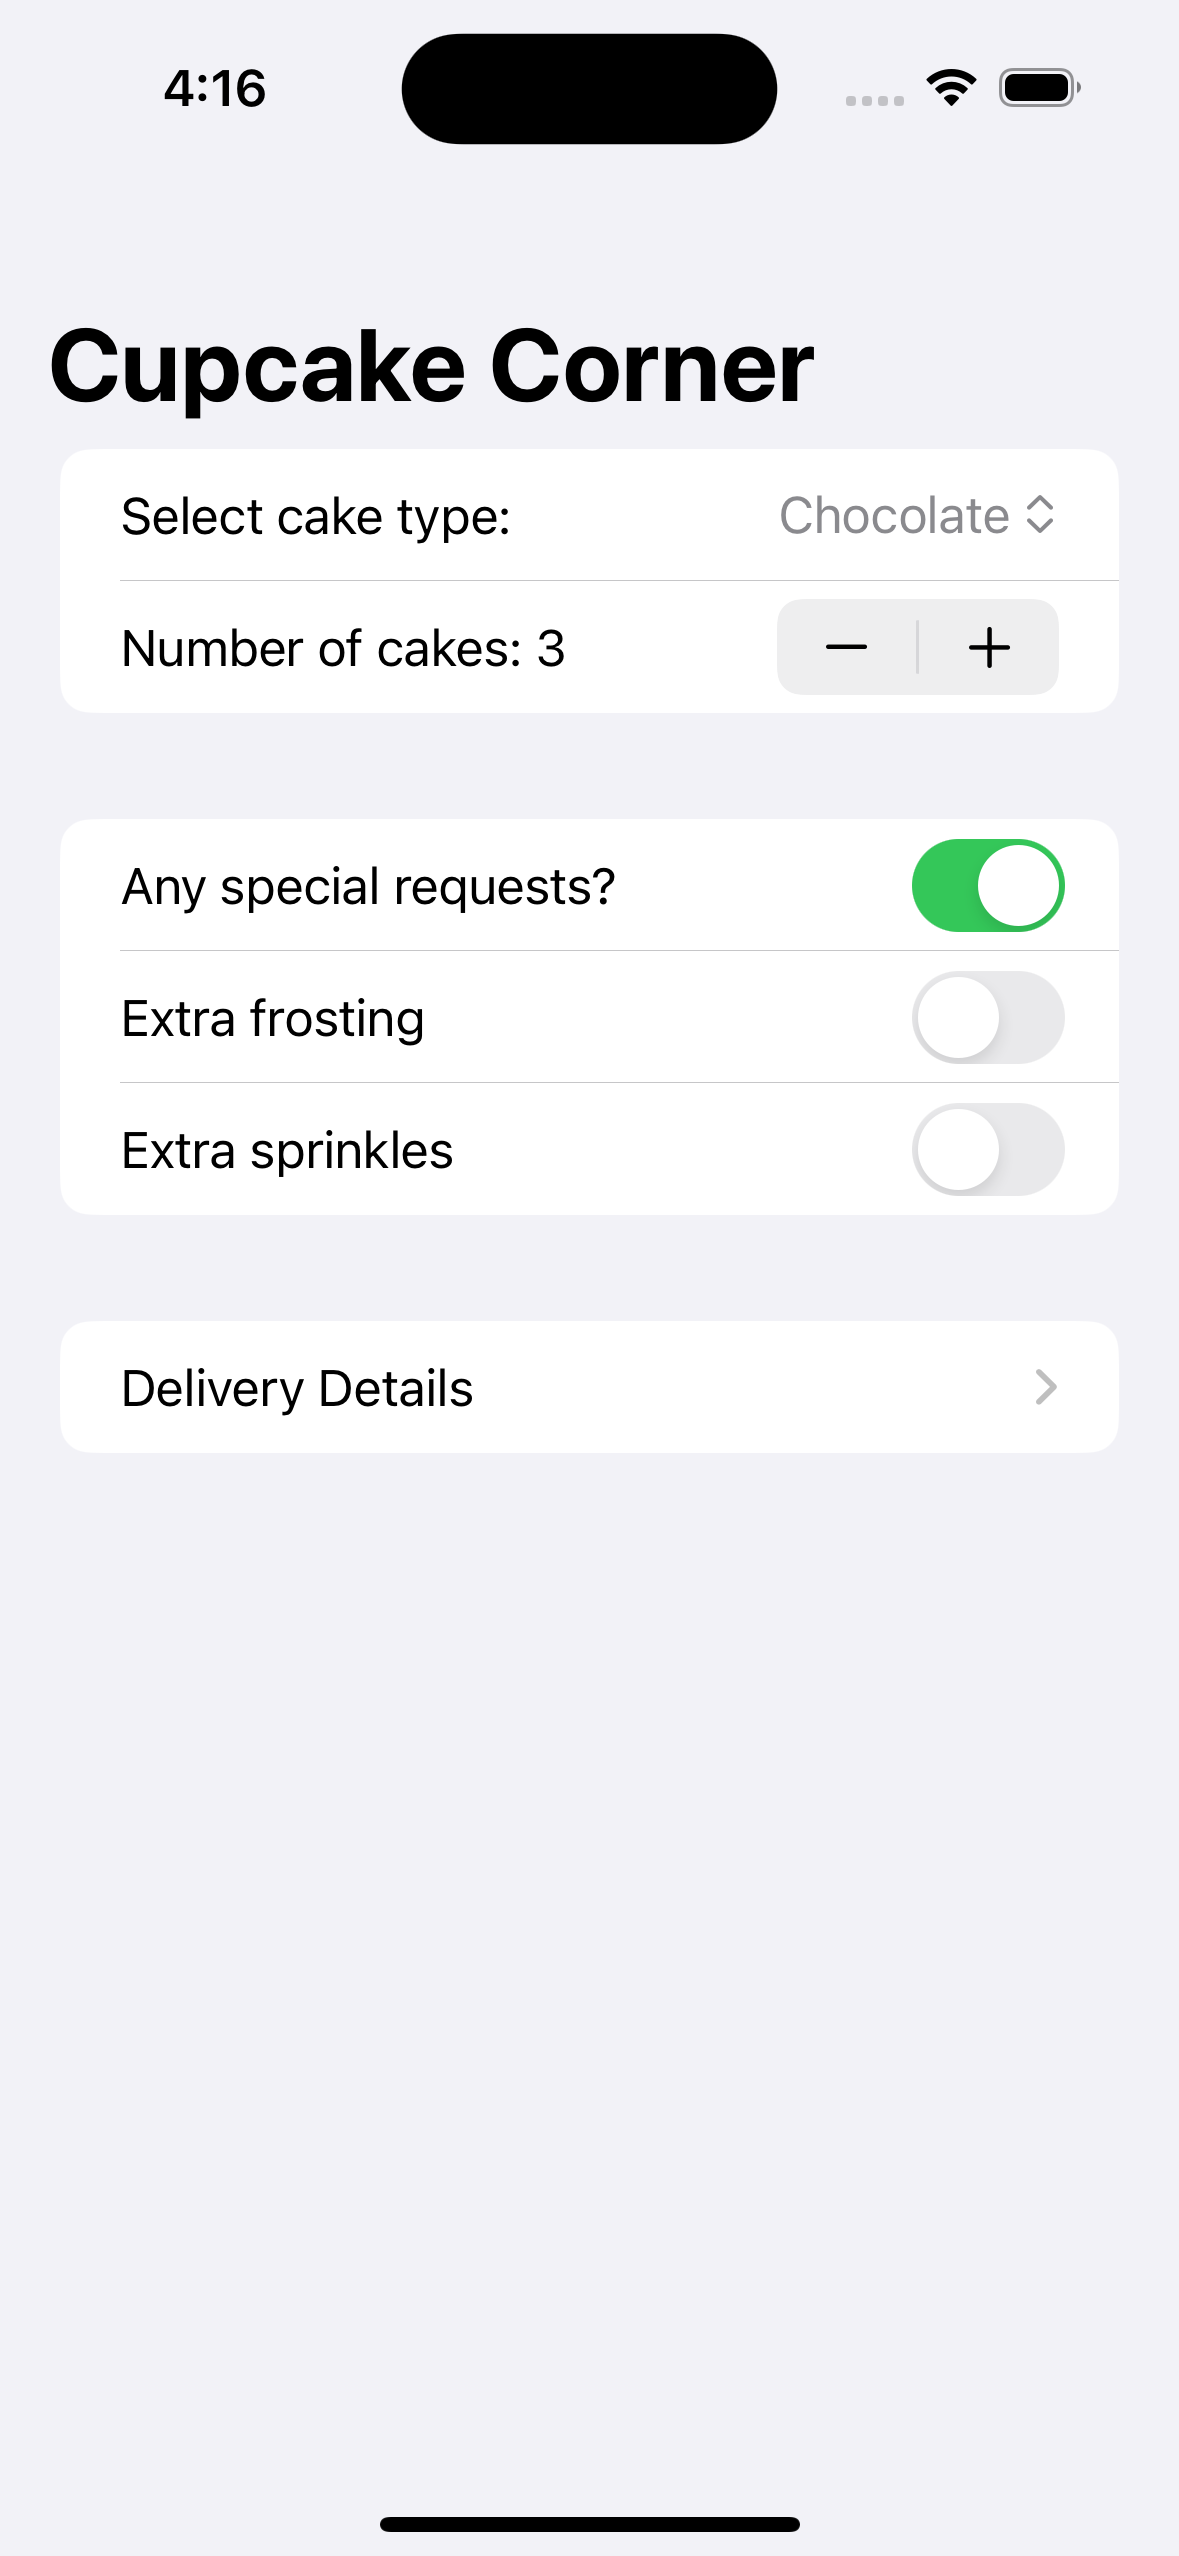 4:16
Cupcake Corner
Select cake type: Chocolate
Number of cakes: 3
Any special requests?
Extra frosting
Extra sprinkles
Delivery Details